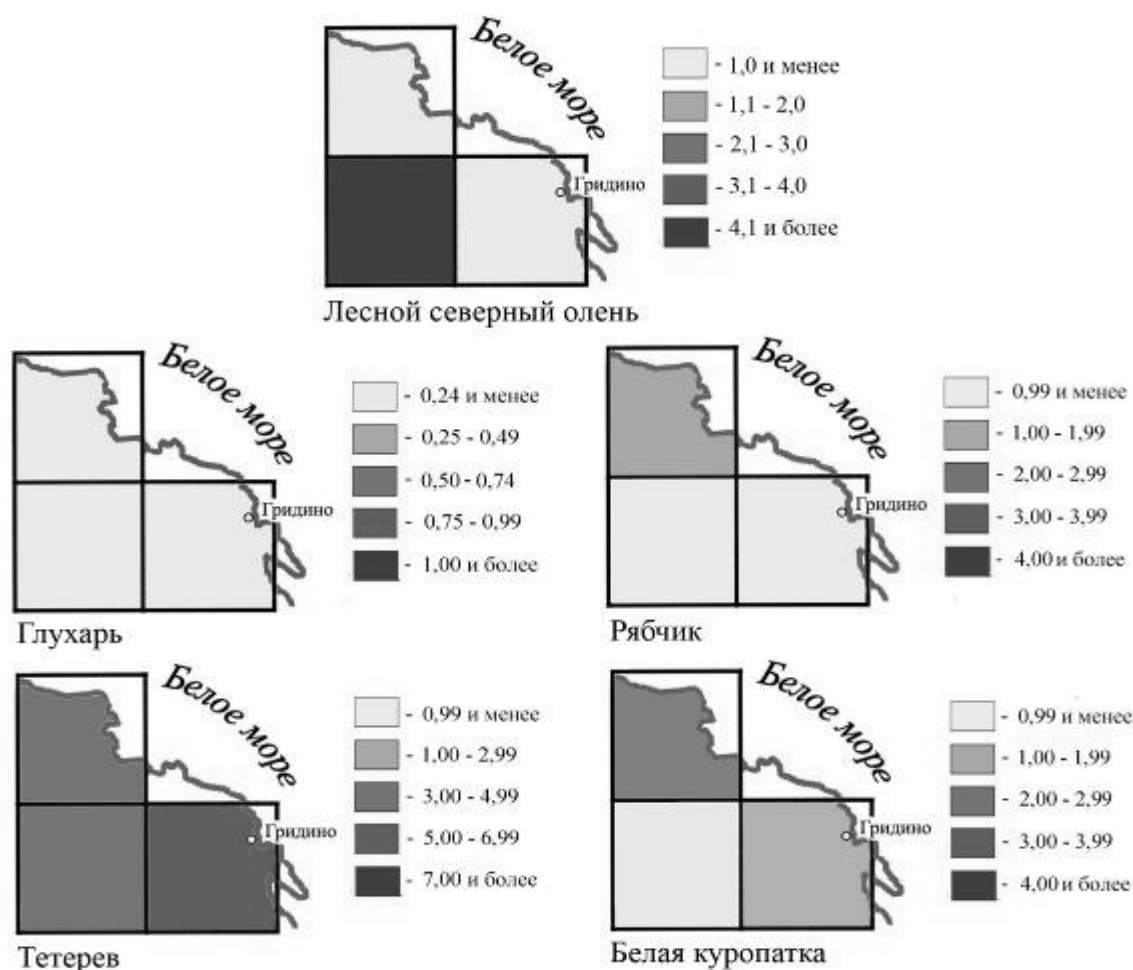 Белое море
Гридино
- 1,0 и менее
- 1,1 - 2,0
- 2,1 - 3,0
- 3,1 - 4,0
- 4,1 и более
Лесной северный олень
Белое море
Гридино
- 0,24 и менее
- 0,25 - 0,49
- 0,50 - 0,74
- 0,75 - 0,99
- 1,00 и более
Глухарь
Белое море
Гридино
- 0,99 и менее
- 1,00 - 1,99
- 2,00 - 2,99
- 3,00 - 3,99
- 4,00 и более
Рябчик
Белое море
Гридино
- 0,99 и менее
- 1,00 - 2,99
- 3,00 - 4,99
- 5,00 - 6,99
- 7,00 и более
Тетерев
Белое море
Гридино
- 0,99 и менее
- 1,00 - 1,99
- 2,00 - 2,99
- 3,00 - 3,99
- 4,00 и более
Белая куропатка